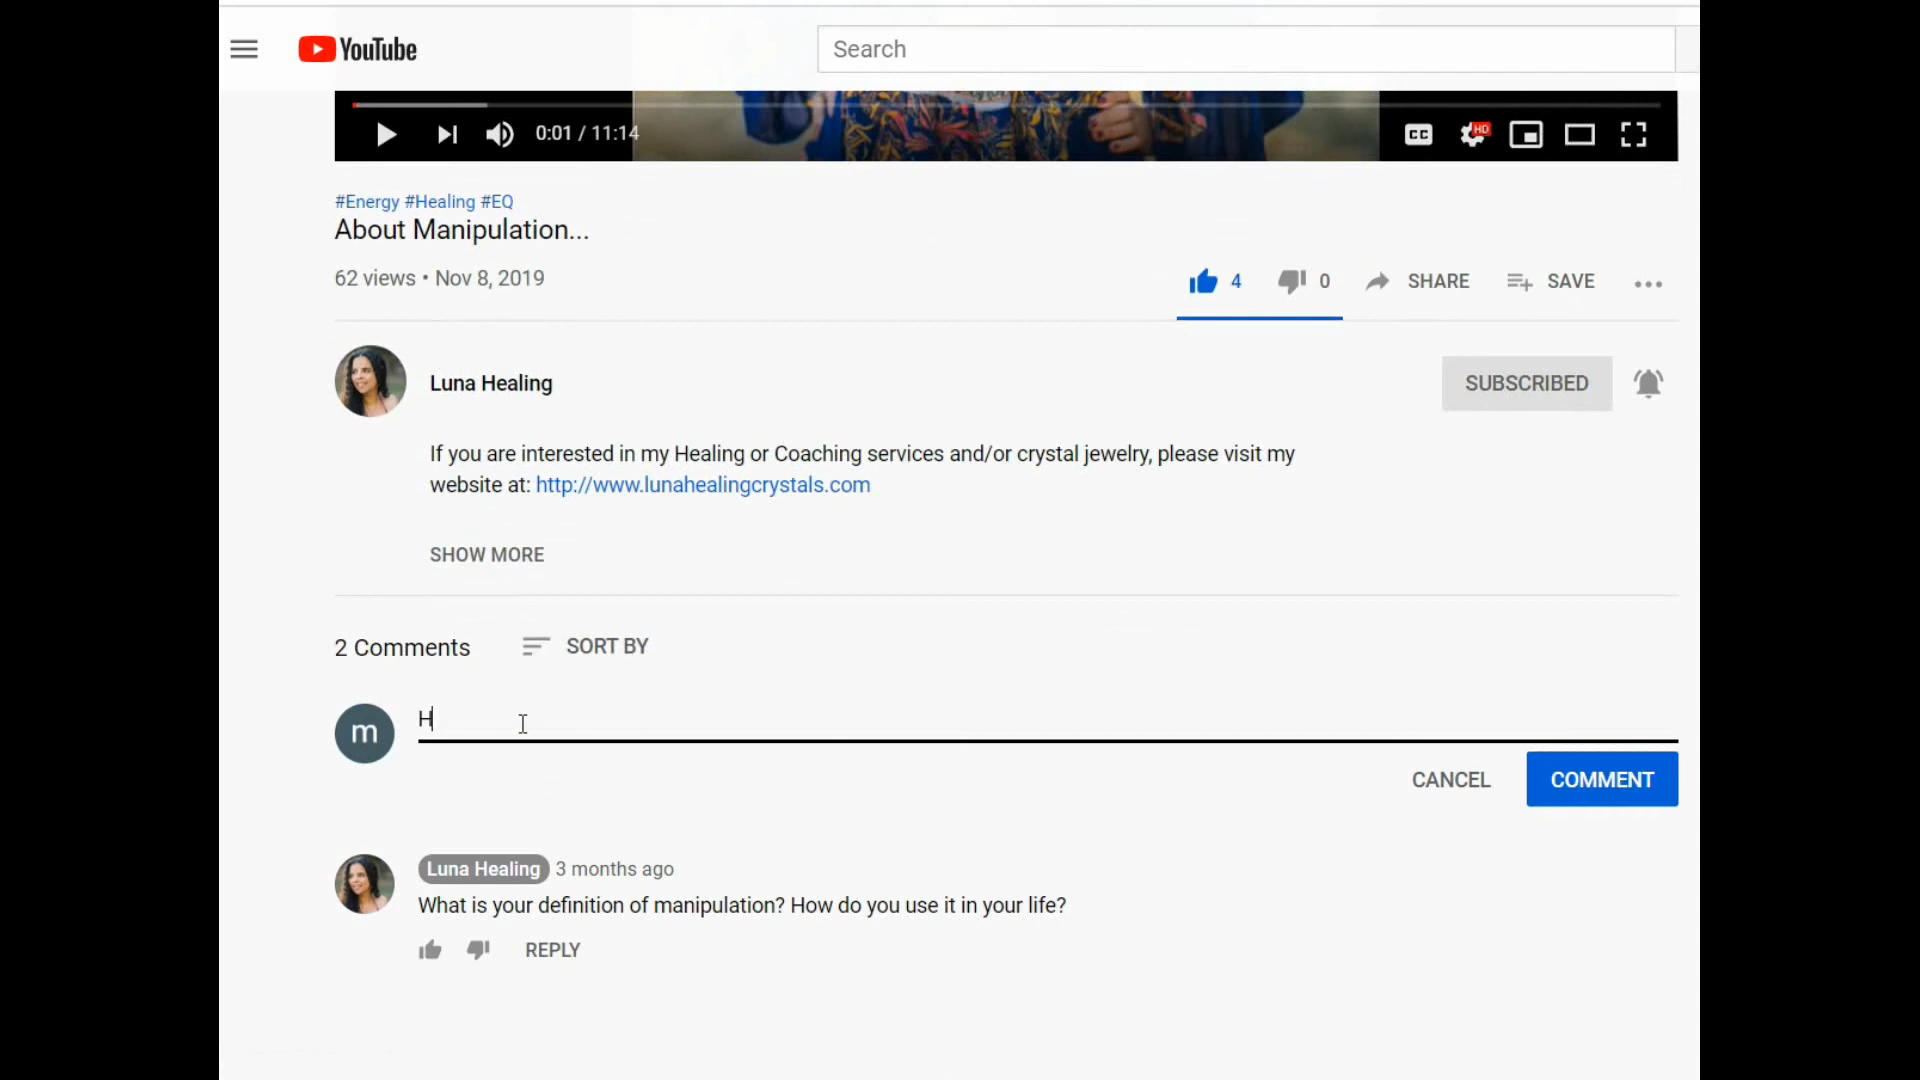 YouTube
Search
0:01 / 11:14
CC
HD
#Energy #Healing #EQ
About Manipulation...
62 views • Nov 8, 2019
4
0
SHARE
SAVE
Luna Healing
SUBSCRIBED
If you are interested in my Healing or Coaching services and/or crystal jewelry, please visit my
website at: http://www.lunahealingcrystals.com
SHOW MORE
2 Comments
SORT BY
m
H
CANCEL
COMMENT
Luna Healing 3 months ago
What is your definition of manipulation? How do you use it in your life?
REPLY